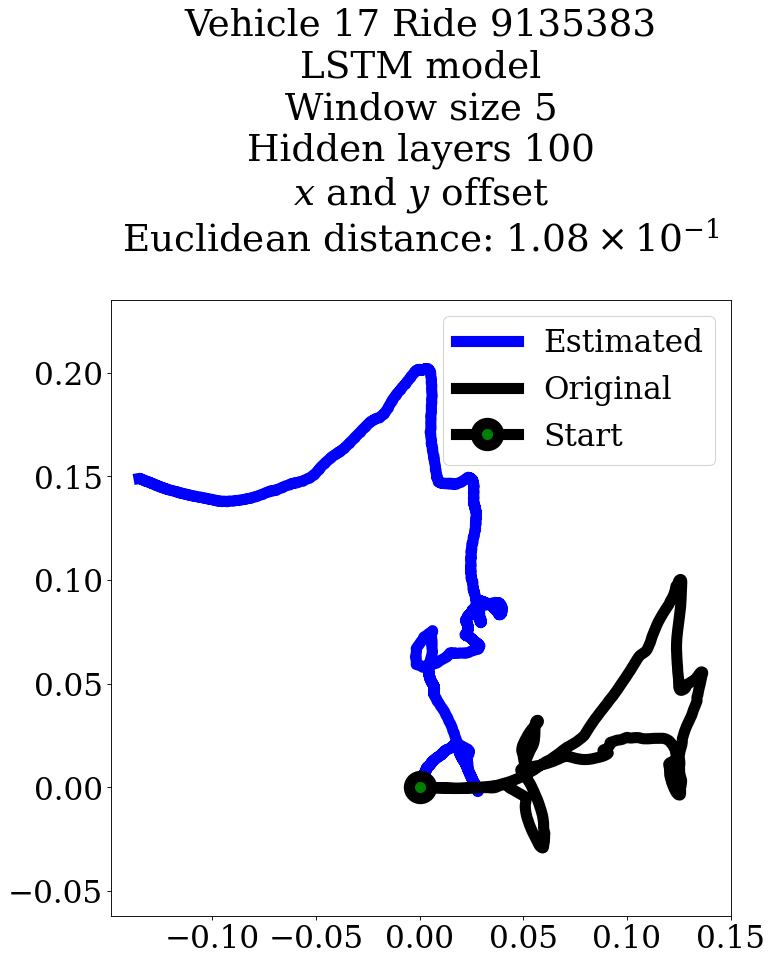 Vehicle 17 Ride 9135383
LSTM model
Window size 5
Hidden layers 100
x and y offset
Euclidean distance: 1.08 × 10⁻¹
Estimated
Original
Start
0.20
0.15
0.10
0.05
0.00
−0.05
−0.10 −0.05 0.00 0.05 0.10 0.15